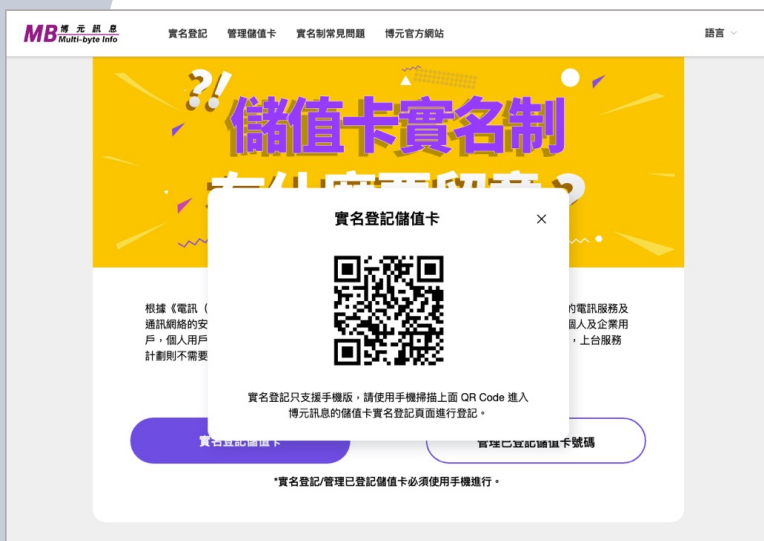 MB 博元訊息
Multi-byte Info
實名登記 管理儲值卡 實名制常見問題 博元官方網站 語言
?!
儲值卡實名制
有什麼要留意?
實名登記儲值卡 ×
根據《電訊（ 的電訊服務及
通訊網絡的安 個人及企業用
戶，個人用戶 ，上台服務
計劃則不需要
實名登記只支援手機版，請使用手機掃描上面 QR Code 進入
博元訊息的儲值卡實名登記頁面進行登記。
實名登記儲值卡 管理已登記儲值卡號碼
*實名登記/管理已登記儲值卡必須使用手機進行。